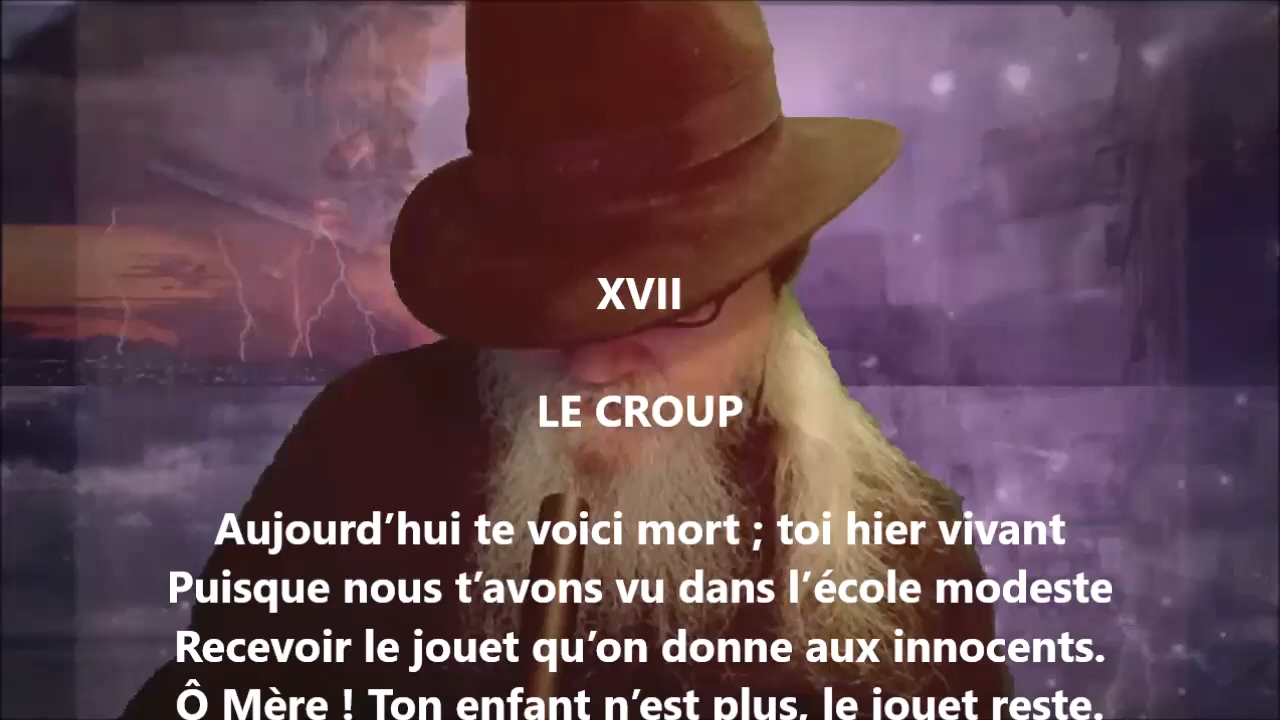 XVII
LE CROUP
Aujourd’hui te voici mort ; toi hier vivant
Puisque nous t’avons vu dans l’école modeste
Recevoir le jouet qu’on donne aux innocents.
Ô Mère ! Ton enfant n’est plus, le jouet reste.